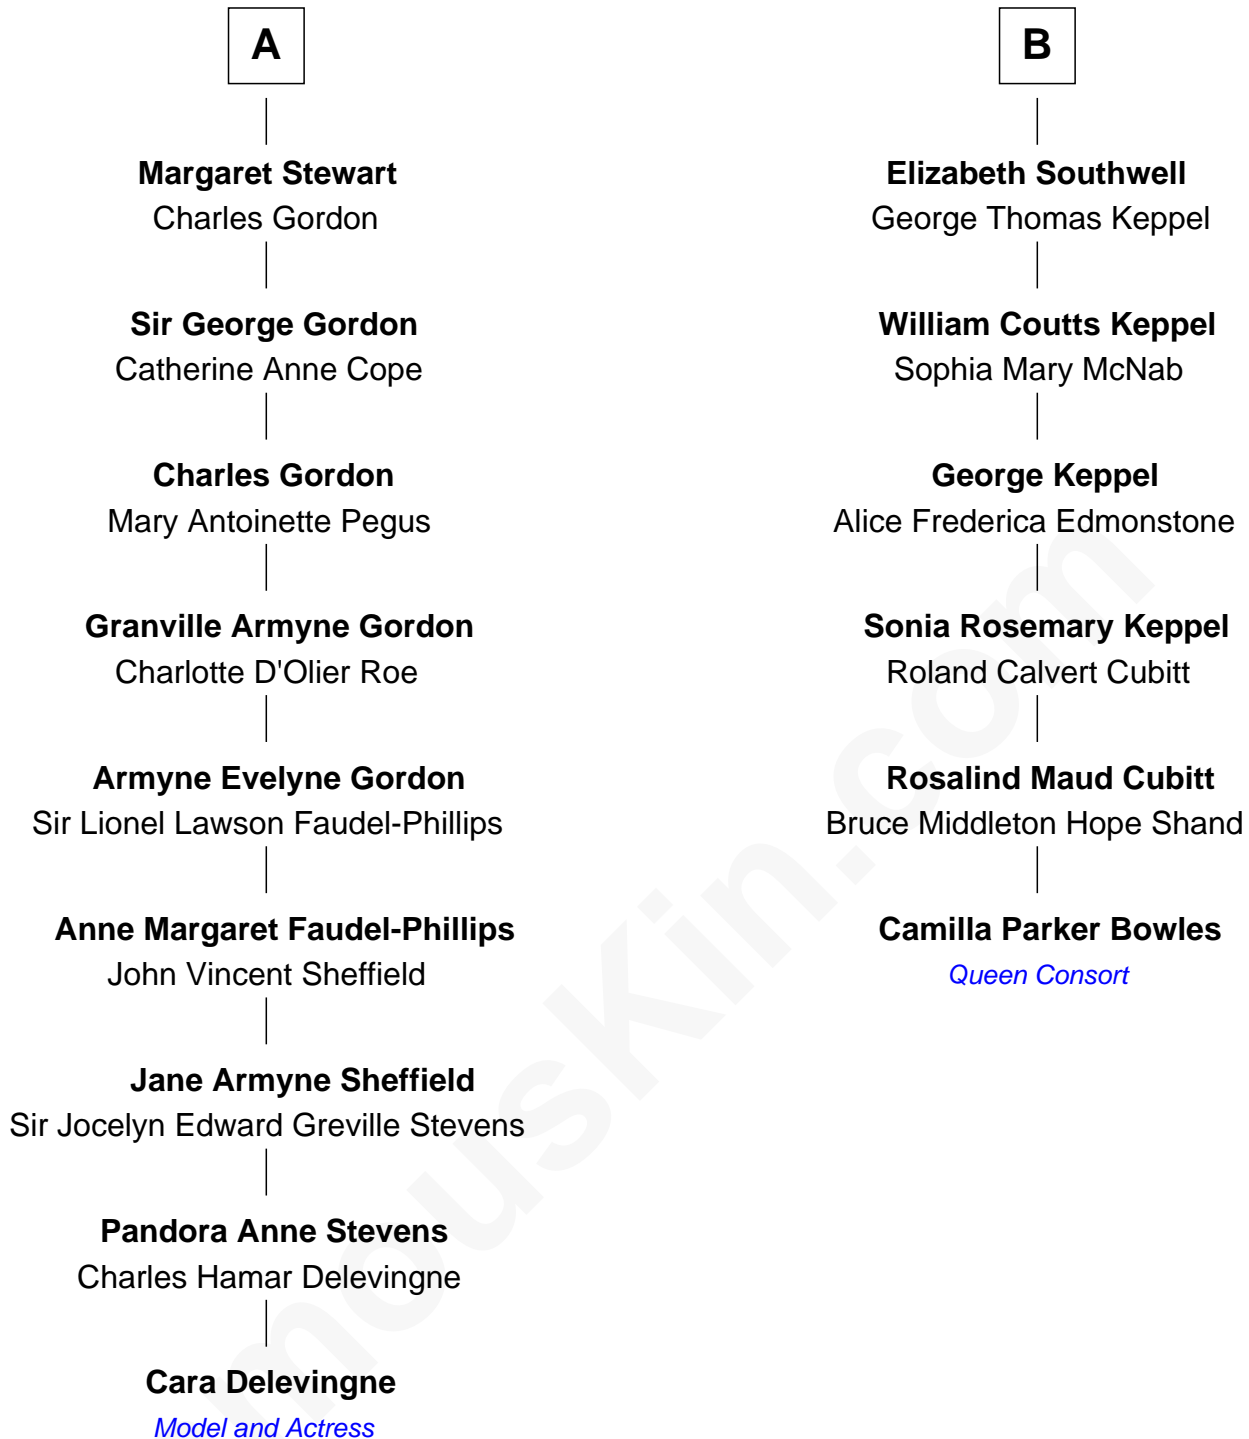 A
Margaret Stewart
Charles Gordon
Sir George Gordon
Catherine Anne Cope
Charles Gordon
Mary Antoinette Pegus
Granville Armyne Gordon
Charlotte D'Olier Roe
Armyne Evelyne Gordon
Sir Lionel Lawson Faudel-Phillips
Anne Margaret Faudel-Phillips
John Vincent Sheffield
Jane Armyne Sheffield
Sir Jocelyn Edward Greville Stevens
Pandora Anne Stevens
Charles Hamar Delevingne
Cara Delevingne
Model and Actress
B
Elizabeth Southwell
George Thomas Keppel
William Coutts Keppel
Sophia Mary McNab
George Keppel
Alice Frederica Edmonstone
Sonia Rosemary Keppel
Roland Calvert Cubitt
Rosalind Maud Cubitt
Bruce Middleton Hope Shand
Camilla Parker Bowles
Queen Consort
mousKin.com